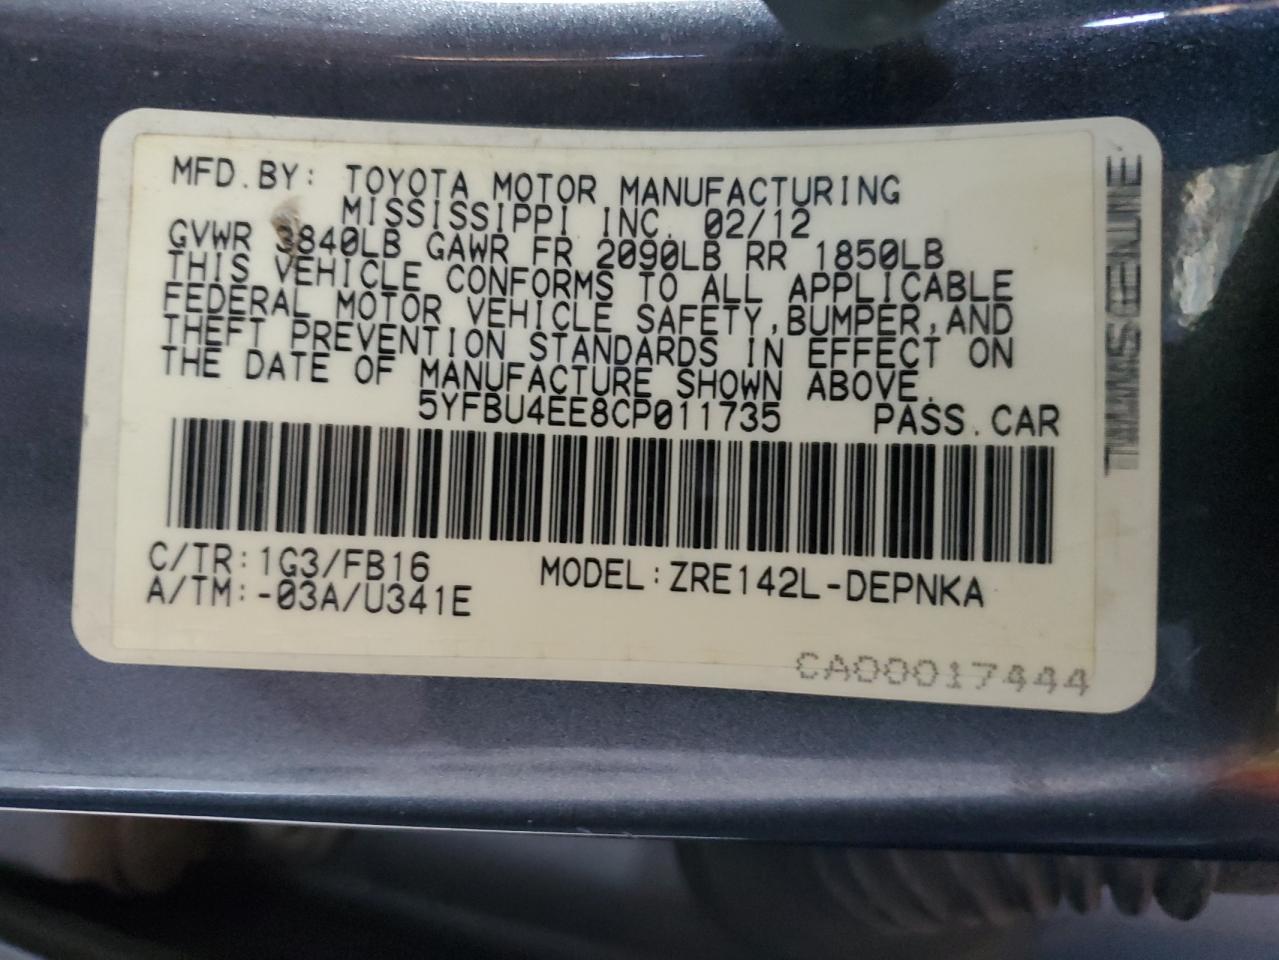 MFD.BY: TOYOTA MOTOR MANUFACTURING
MISSISSIPPI INC. 02/12
GVWR 3840LB GAWR FR 2090LB RR 1850LB
THIS VEHICLE CONFORMS TO ALL APPLICABLE
FEDERAL MOTOR VEHICLE SAFETY,BUMPER,AND
THEFT PREVENTION STANDARDS IN EFFECT ON
THE DATE OF MANUFACTURE SHOWN ABOVE.
5YFBU4EE8CP011735 PASS.CAR
C/TR:1G3/FB16 MODEL:ZRE142L-DEPNKA
A/TM:-03A/U341E
CA00017444